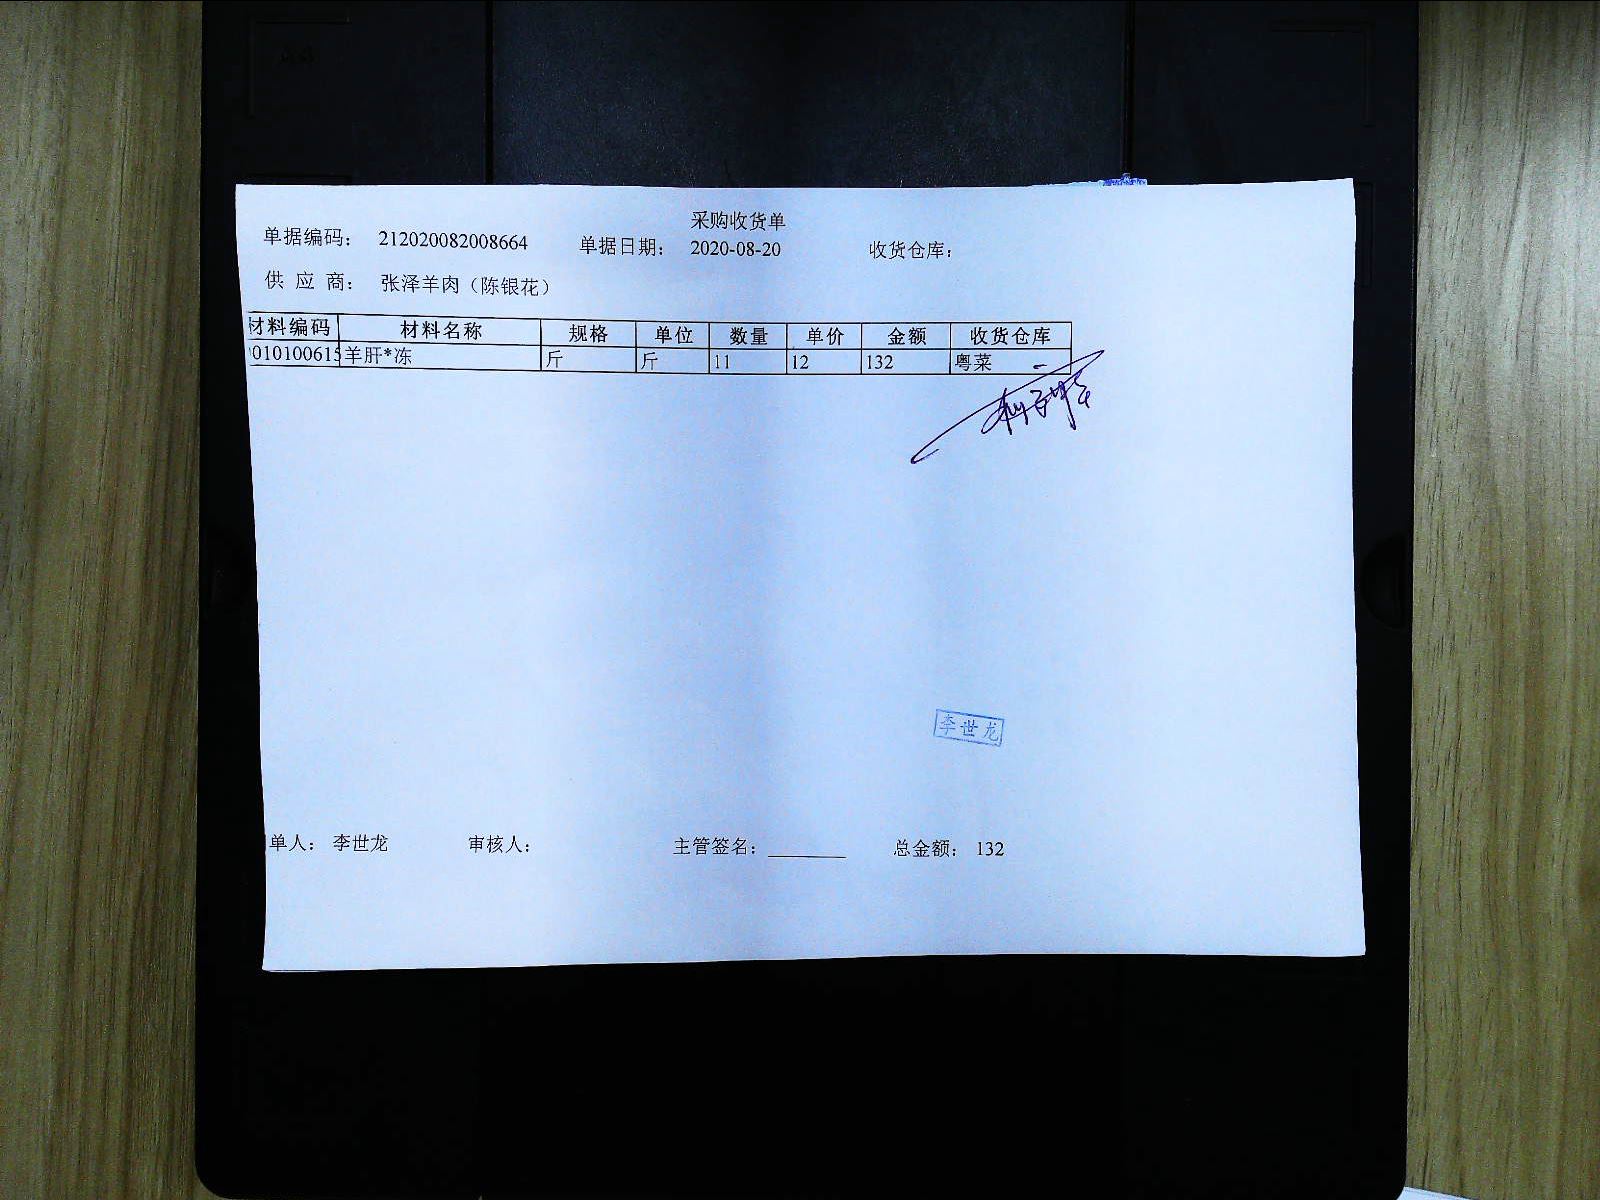 采购收货单
单据编码： 212020082008664 单据日期： 2020-08-20 收货仓库：
供 应 商： 张泽羊肉（陈银花）
材料编码 材料名称 规格 单位 数量 单价 金额 收货仓库
010100615 羊肝*冻 斤 斤 11 12 132 粤菜
李世龙
单人： 李世龙 审核人： 主管签名： 总金额： 132